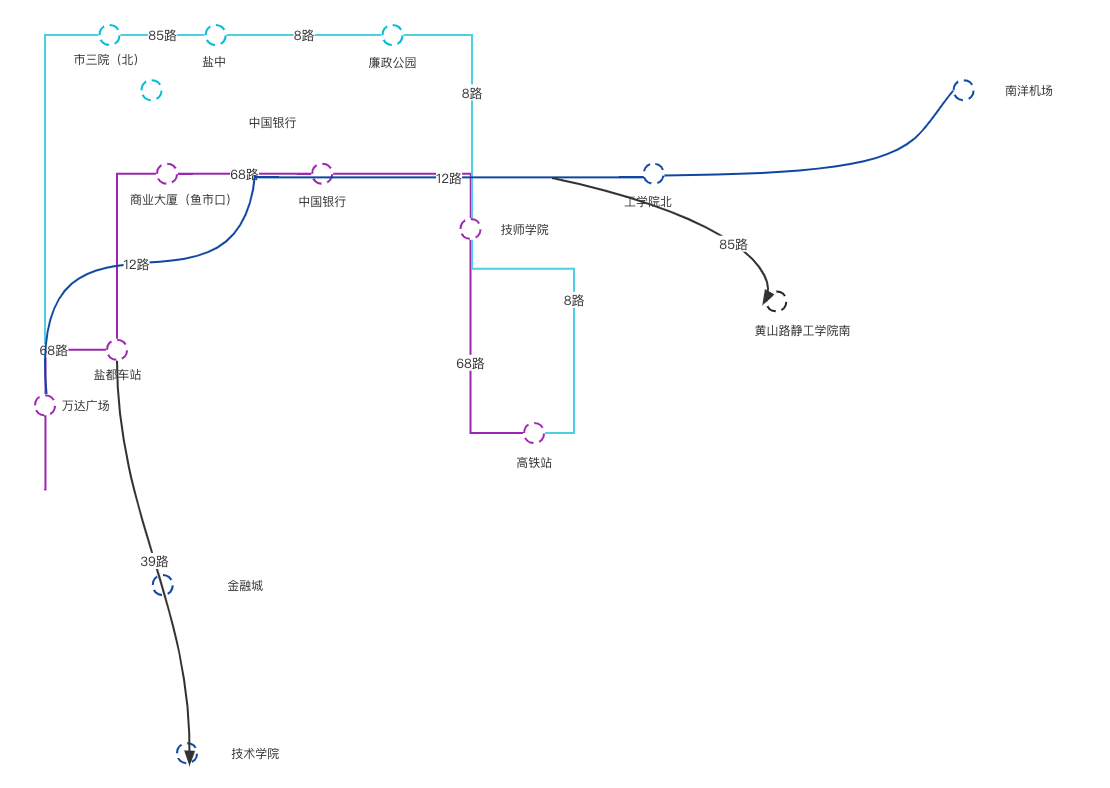 85路
8路
市三院（北）
盐中
廉政公园
8路
南洋机场
中国银行
68路
12路
商业大厦（鱼市口）
中国银行
工学院北
技师学院
85路
12路
8路
黄山路静工学院南
68路
68路
盐都车站
万达广场
高铁站
39路
金融城
技术学院